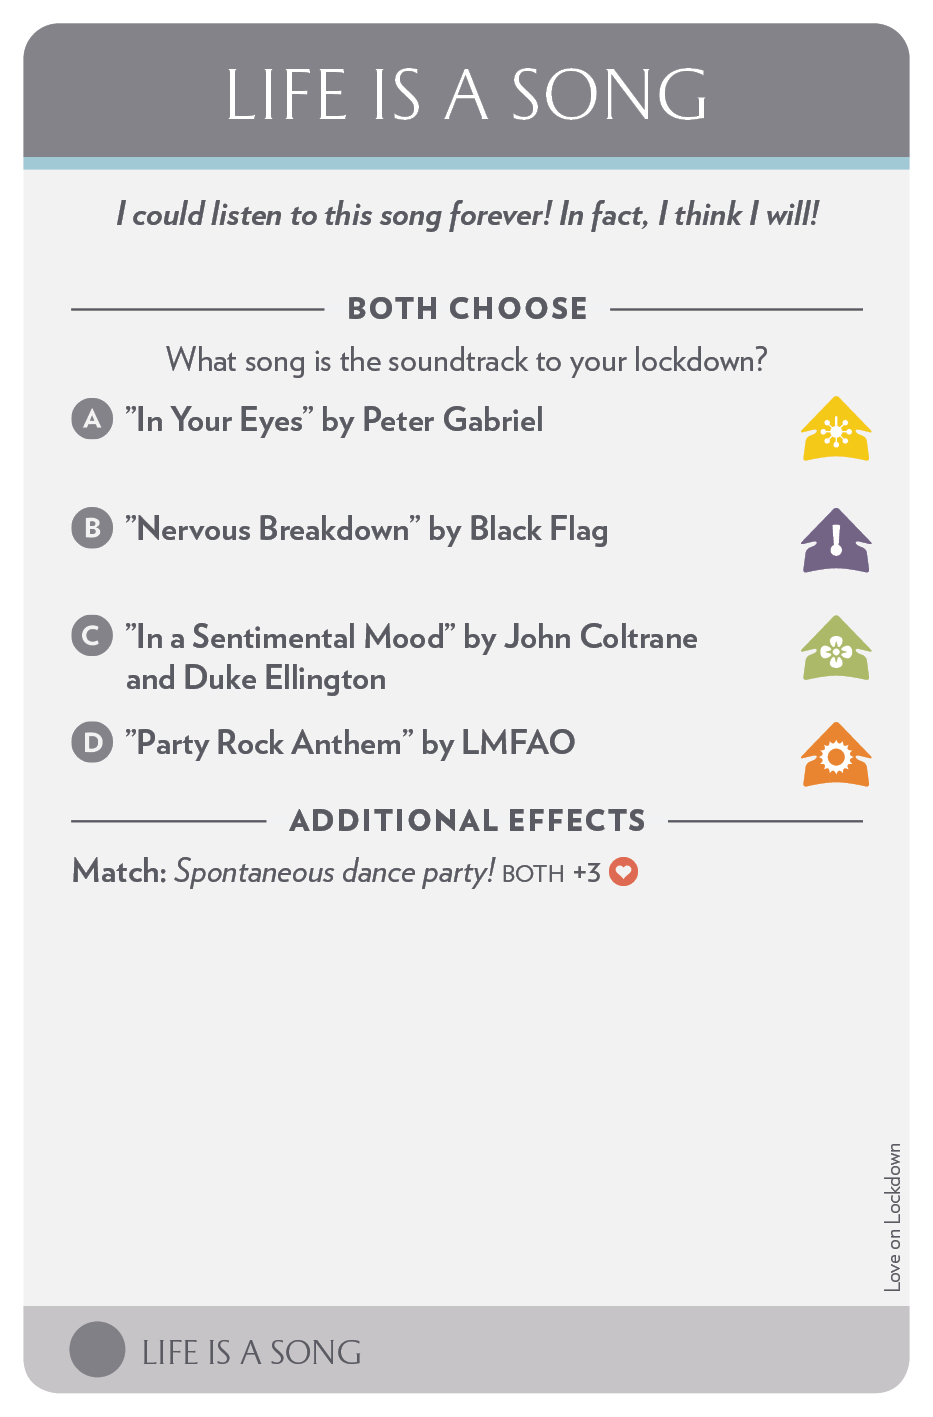 LIFE IS A SONG
I could listen to this song forever! In fact, I think I will!
BOTH CHOOSE
What song is the soundtrack to your lockdown?
A ”In Your Eyes” by Peter Gabriel
B ”Nervous Breakdown” by Black Flag
C ”In a Sentimental Mood” by John Coltrane
and Duke Ellington
D ”Party Rock Anthem” by LMFAO
ADDITIONAL EFFECTS
Match: Spontaneous dance party! BOTH +3
Love on Lockdown
LIFE IS A SONG